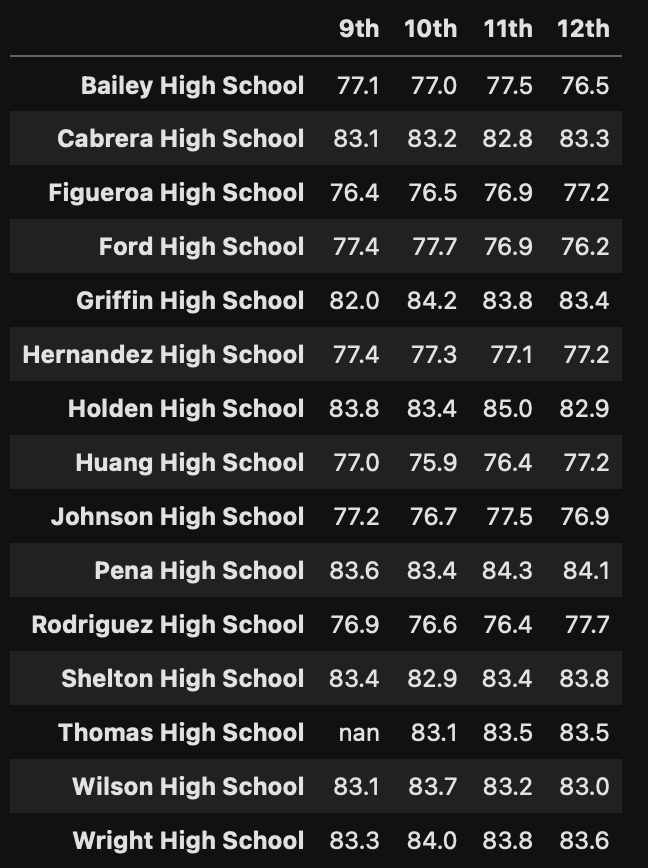 9th 10th 11th 12th
Bailey High School 77.1 77.0 77.5 76.5
Cabrera High School 83.1 83.2 82.8 83.3
Figueroa High School 76.4 76.5 76.9 77.2
Ford High School 77.4 77.7 76.9 76.2
Griffin High School 82.0 84.2 83.8 83.4
Hernandez High School 77.4 77.3 77.1 77.2
Holden High School 83.8 83.4 85.0 82.9
Huang High School 77.0 75.9 76.4 77.2
Johnson High School 77.2 76.7 77.5 76.9
Pena High School 83.6 83.4 84.3 84.1
Rodriguez High School 76.9 76.6 76.4 77.7
Shelton High School 83.4 82.9 83.4 83.8
Thomas High School nan 83.1 83.5 83.5
Wilson High School 83.1 83.7 83.2 83.0
Wright High School 83.3 84.0 83.8 83.6